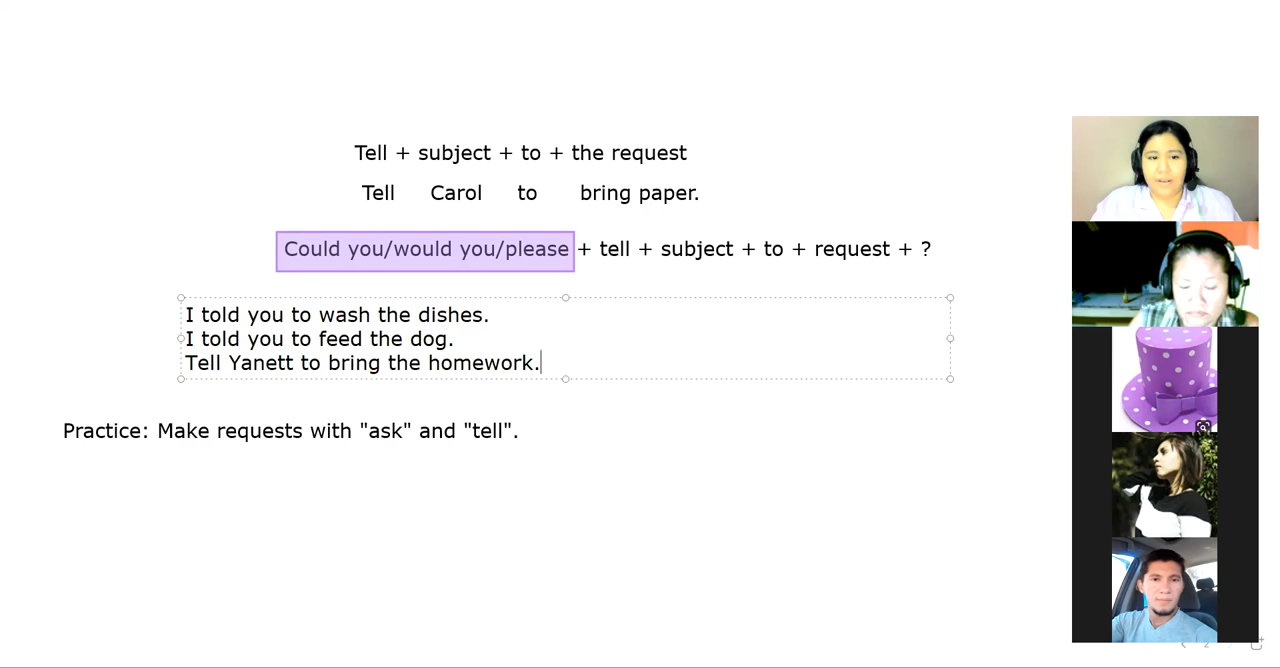 Tell + subject + to + the request
Tell Carol to bring paper.
Could you/would you/please + tell + subject + to + request + ?
I told you to wash the dishes.
I told you to feed the dog.
Tell Yanett to bring the homework.
Practice: Make requests with "ask" and "tell".
2